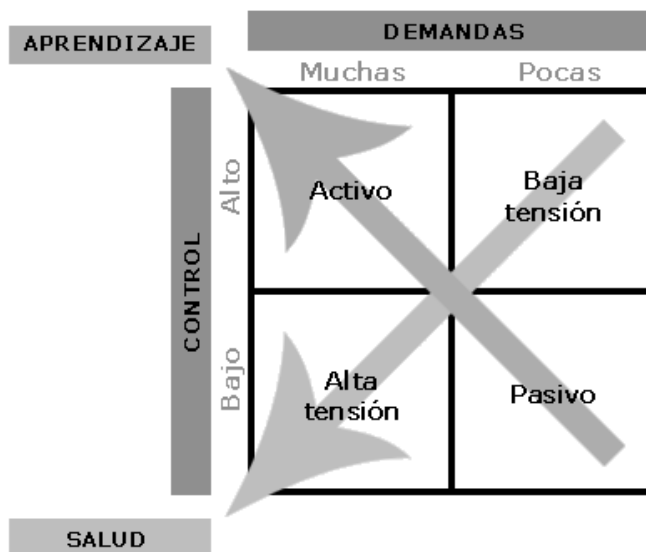 DEMANDAS
APRENDIZAJE
Muchas Pocas
CONTROL
Alto
Activo
Baja
tensión
Bajo
Alta
tensión
Pasivo
SALUD